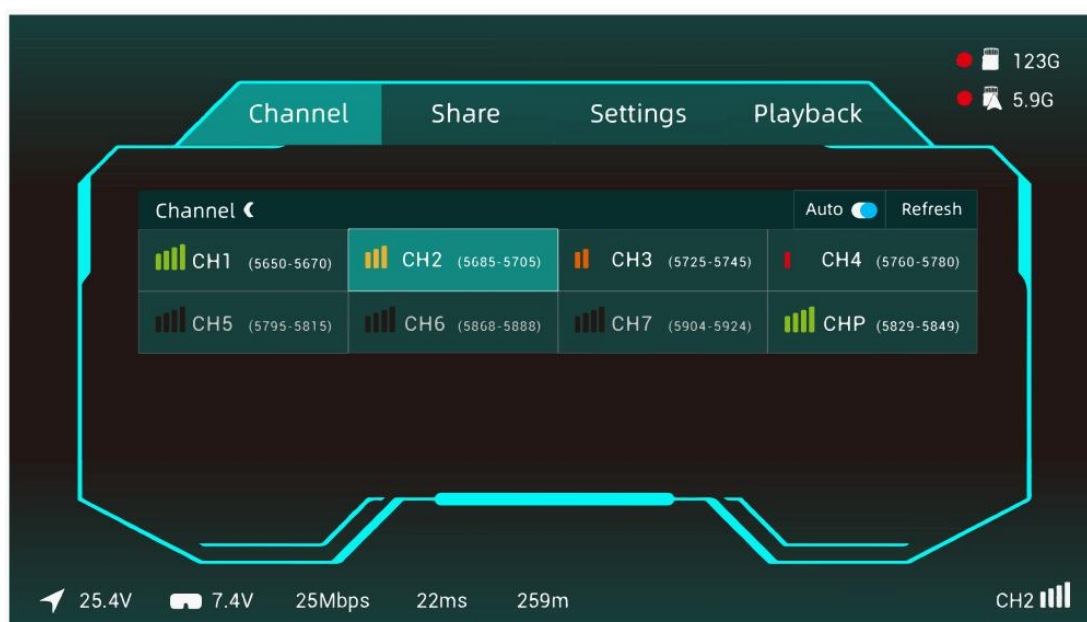 123G
5.9G
Channel Share Settings Playback
Channel Auto Refresh
CH1 (5650-5670) CH2 (5685-5705) CH3 (5725-5745) CH4 (5760-5780)
CH5 (5795-5815) CH6 (5868-5888) CH7 (5904-5924) CHP (5829-5849)
25.4V 7.4V 25Mbps 22ms 259m CH2